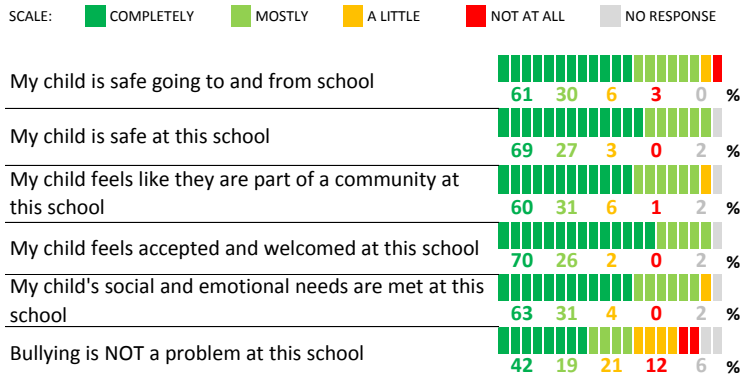 SCALE: COMPLETELY MOSTLY A LITTLE NOT AT ALL NO RESPONSE
My child is safe going to and from school
61 30 6 3 0 %
My child is safe at this school
69 27 3 0 2 %
My child feels like they are part of a community at
this school
60 31 6 1 2 %
My child feels accepted and welcomed at this school
70 26 2 0 2 %
My child's social and emotional needs are met at this
school
63 31 4 0 2 %
Bullying is NOT a problem at this school
42 19 21 12 6 %